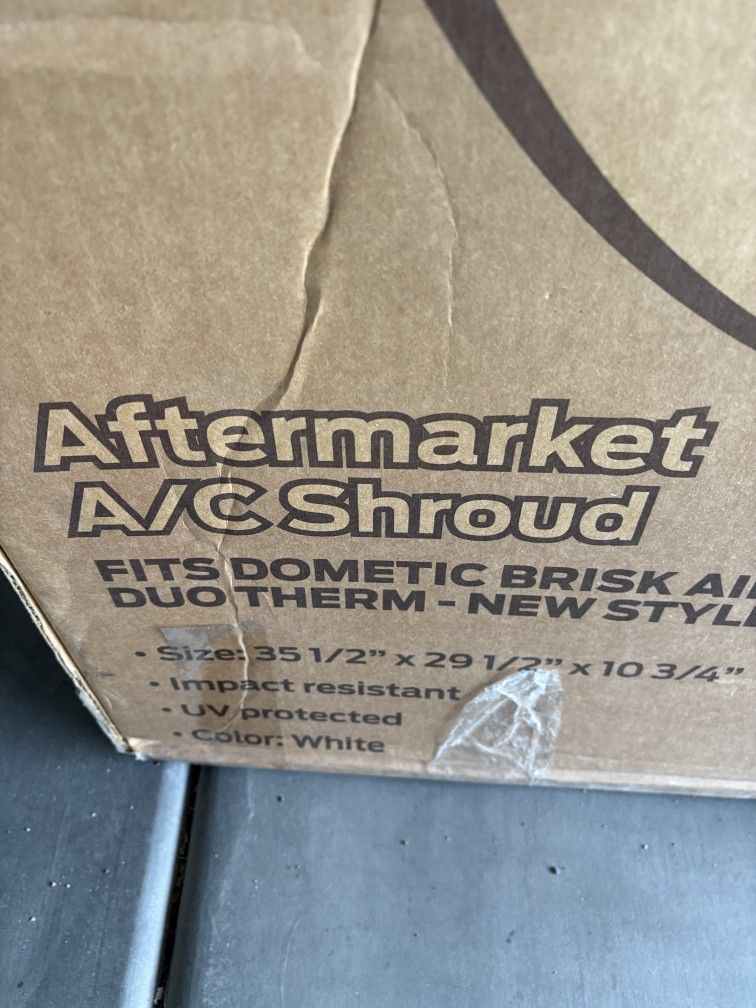 Aftermarket
A/C Shroud
FITS DOMETIC BRISK
DUO THERM - NEW
• Size: 35 1/2" x 29 1/2" x 10 3/4"
• Impact resistant
• UV protected
• Color: White